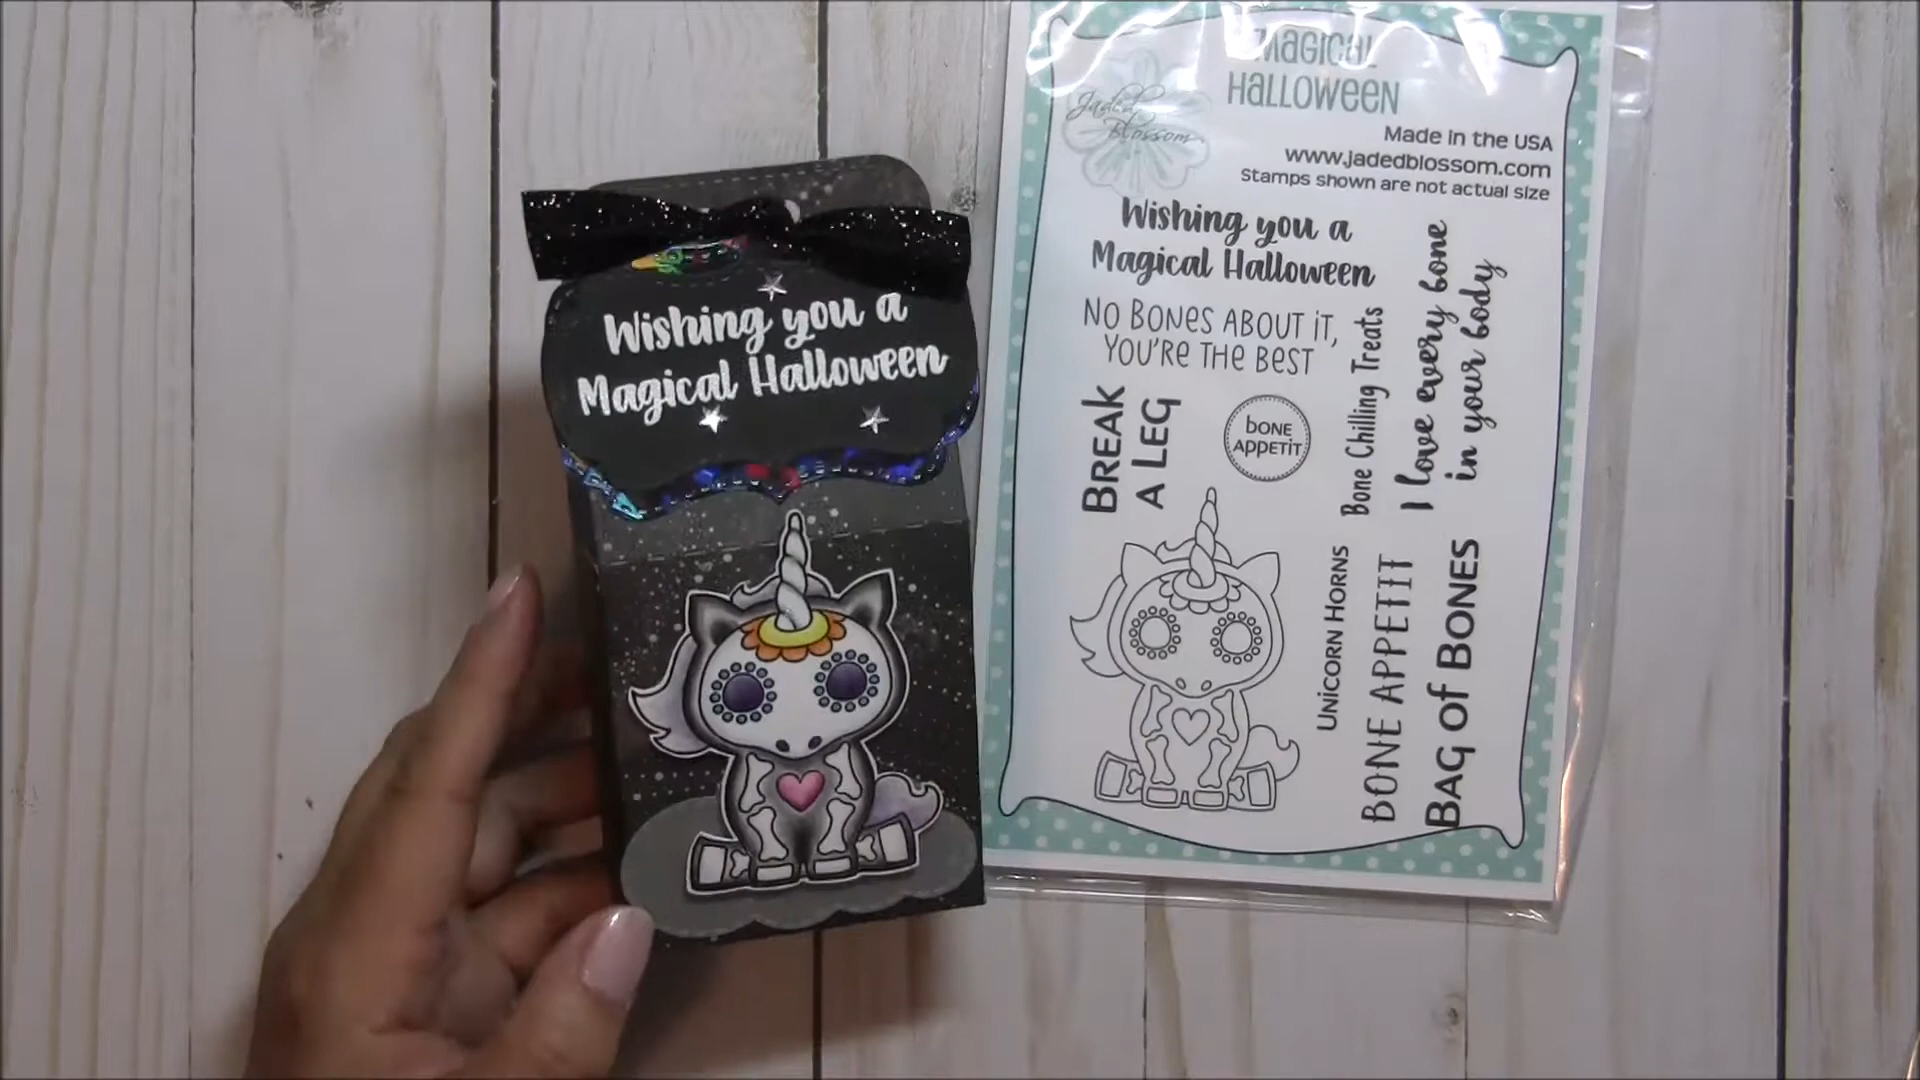 Wishing you a
Magical Halloween
Magical
Halloween
Jaded
Blossom
Made in the USA
www.jadedblossom.com
Stamps shown are not actual size
Wishing you a
Magical Halloween
No Bones About it,
You're The Best
Break
A Leg
bone
Appetit
Bone Chilling Treats
I love every bone
in your body
Unicorn Horns
Bone Appetit
Bag of Bones